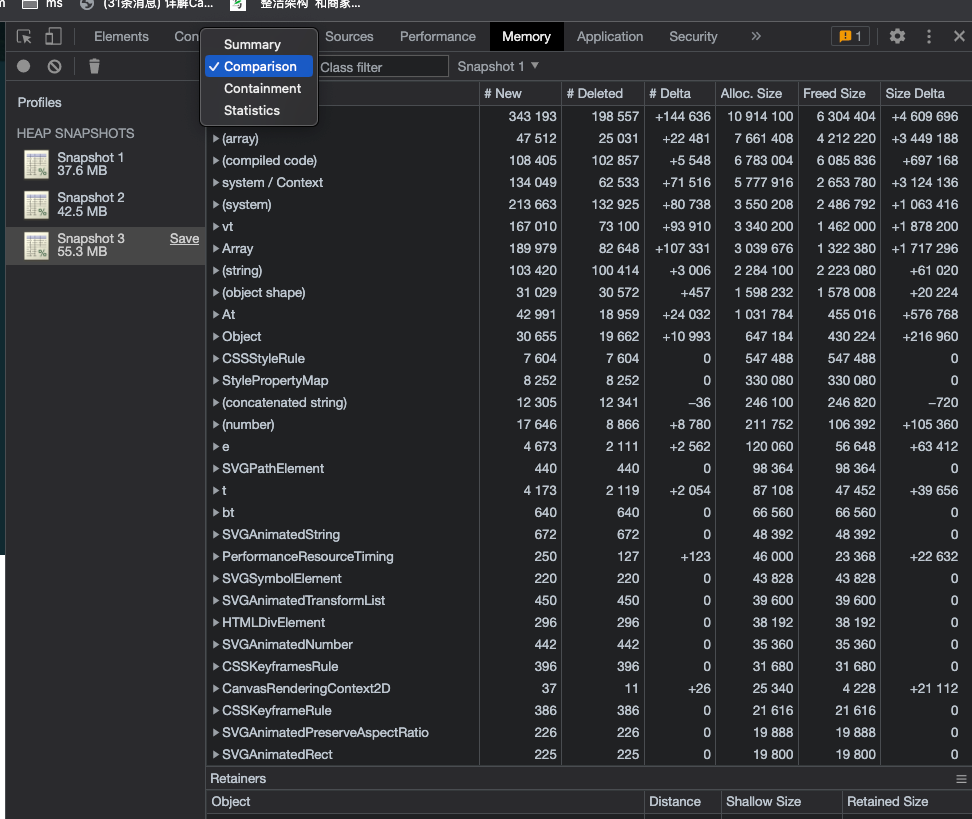 ms (31条消息) 详解Ca... 整洁架构 和商家...
Elements Con Sources Performance Memory Application Security » 1
Summary
Comparison
Containment
Statistics
Class filter Snapshot 1
Profiles
HEAP SNAPSHOTS
Snapshot 1
37.6 MB
Snapshot 2
42.5 MB
Snapshot 3 Save
55.3 MB
# New # Deleted # Delta Alloc. Size Freed Size Size Delta
343 193 198 557 +144 636 10 914 100 6 304 404 +4 609 696
(array) 47 512 25 031 +22 481 7 661 408 4 212 220 +3 449 188
(compiled code) 108 405 102 857 +5 548 6 783 004 6 085 836 +697 168
system / Context 134 049 62 533 +71 516 5 777 916 2 653 780 +3 124 136
(system) 213 663 132 925 +80 738 3 550 208 2 486 792 +1 063 416
vt 167 010 73 100 +93 910 3 340 200 1 462 000 +1 878 200
Array 189 979 82 648 +107 331 3 039 676 1 322 380 +1 717 296
(string) 103 420 100 414 +3 006 2 284 100 2 223 080 +61 020
(object shape) 31 029 30 572 +457 1 598 232 1 578 008 +20 224
At 42 991 18 959 +24 032 1 031 784 455 016 +576 768
Object 30 655 19 662 +10 993 647 184 430 224 +216 960
CSSStyleRule 7 604 7 604 0 547 488 547 488 0
StylePropertyMap 8 252 8 252 0 330 080 330 080 0
(concatenated string) 12 305 12 341 −36 246 100 246 820 −720
(number) 17 646 8 866 +8 780 211 752 106 392 +105 360
e 4 673 2 111 +2 562 120 060 56 648 +63 412
SVGPathElement 440 440 0 98 364 98 364 0
t 4 173 2 119 +2 054 87 108 47 452 +39 656
bt 640 640 0 66 560 66 560 0
SVGAnimatedString 672 672 0 48 392 48 392 0
PerformanceResourceTiming 250 127 +123 46 000 23 368 +22 632
SVGSymbolElement 220 220 0 43 828 43 828 0
SVGAnimatedTransformList 450 450 0 39 600 39 600 0
HTMLDivElement 296 296 0 38 192 38 192 0
SVGAnimatedNumber 442 442 0 35 360 35 360 0
CSSKeyframesRule 396 396 0 31 680 31 680 0
CanvasRenderingContext2D 37 11 +26 25 340 4 228 +21 112
CSSKeyframeRule 386 386 0 21 616 21 616 0
SVGAnimatedPreserveAspectRatio 226 226 0 19 888 19 888 0
SVGAnimatedRect 225 225 0 19 800 19 800 0
Retainers
Object Distance Shallow Size Retained Size